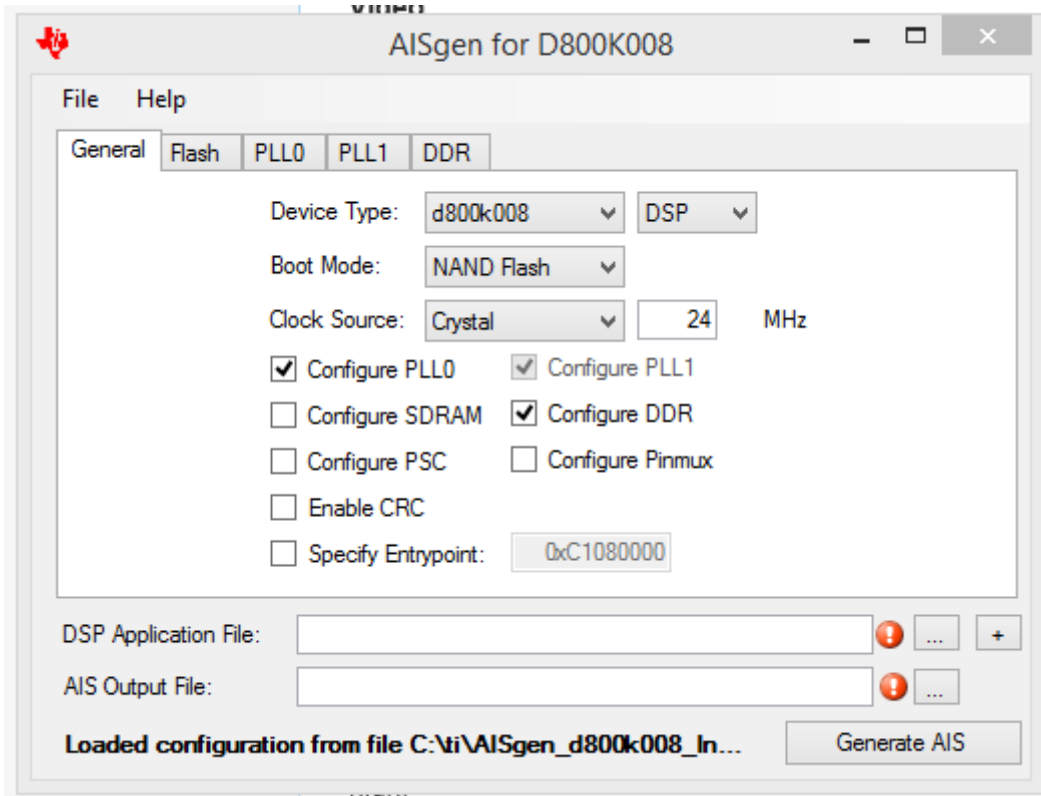 Video
AISgen for D800K008
File Help
General Flash PLL0 PLL1 DDR
Device Type: d800k008 DSP
Boot Mode: NAND Flash
Clock Source: Crystal 24 MHz
Configure PLL0 Configure PLL1
Configure SDRAM Configure DDR
Configure PSC Configure Pinmux
Enable CRC
Specify Entrypoint: 0xC1080000
DSP Application File: ... +
AIS Output File: ...
Loaded configuration from file C:\ti\AISgen_d800k008_In...
Generate AIS